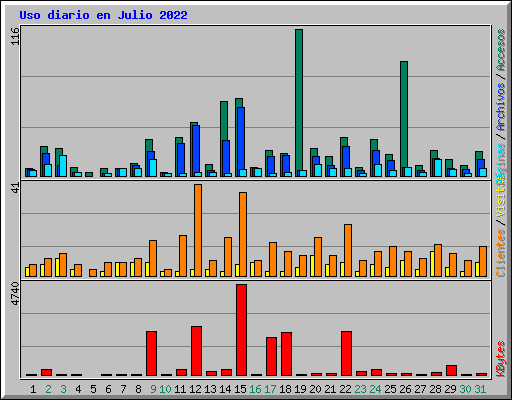 Uso diario en Julio 2022
116
41
4740
Accesos
/ Archivos /
Páginas
Clientes / Visitas
KBytes
1 2 3 4 5 6 7 8 9 10 11 12 13 14 15 16 17 18 19 20 21 22 23 24 25 26 27 28 29 30 31